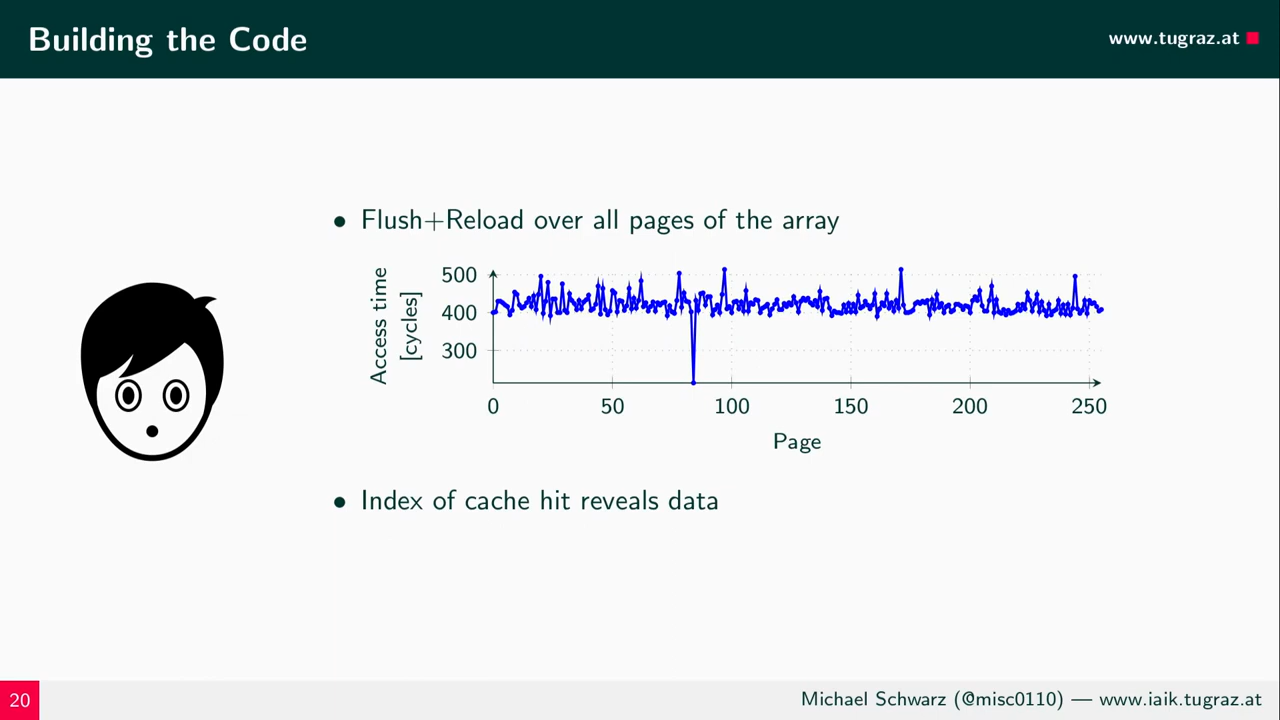 Building the Code
www.tugraz.at
• Flush+Reload over all pages of the array
Access time
[cycles]
500
400
300
0 50 100 150 200 250
Page
• Index of cache hit reveals data
20
Michael Schwarz (@misc0110) — www.iaik.tugraz.at